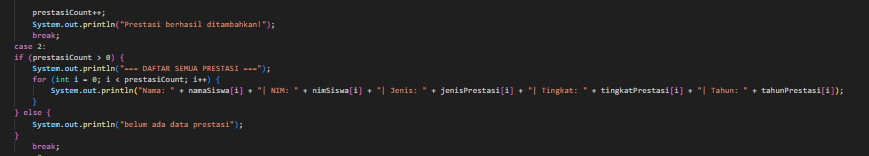 prestasiCount++;
System.out.println("Prestasi berhasil ditambahkan!");
break;
case 2:
if (prestasiCount > 0) {
System.out.println("=== DAFTAR SEMUA PRESTASI ===");
for (int i = 0; i < prestasiCount; i++) {
System.out.println("Nama: " + namaSiswa[i] + "| NIM: " + nimSiswa[i] + "| Jenis: " + jenisPrestasi[i] + "| Tingkat: " + tingkatPrestasi[i] + "| Tahun: " + tahunPrestasi[i]);
}
} else {
System.out.println("belum ada data prestasi");
}
break;